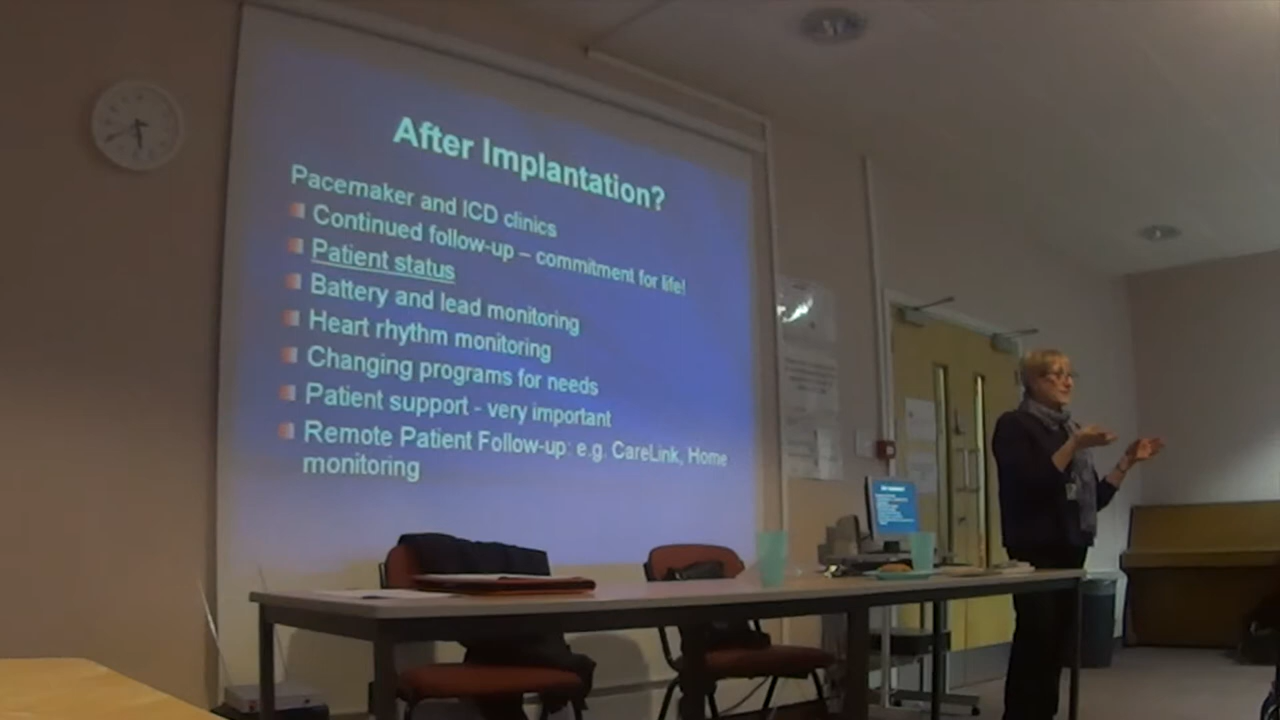 After Implantation?
Pacemaker and ICD clinics
Continued follow-up – commitment for life!
Patient status
Battery and lead monitoring
Heart rhythm monitoring
Changing programs for needs
Patient support - very important
Remote Patient Follow-up: e.g. CareLink, Home
monitoring